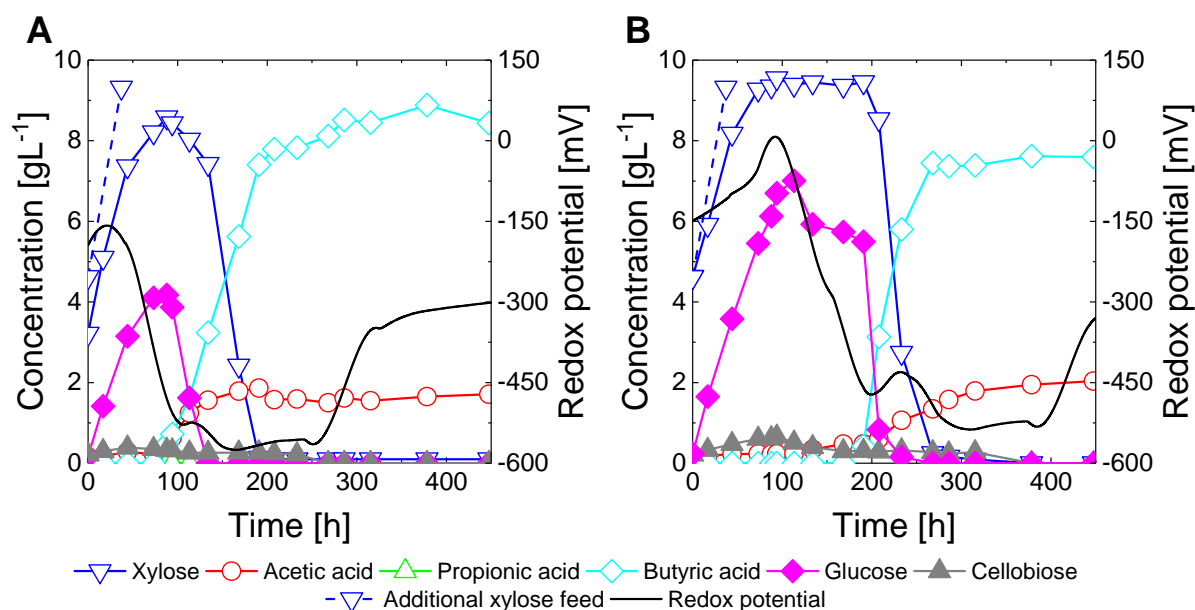 A
B
10
8
6
4
2
0
Concentration [gL-1]
150
0
-150
-300
-450
-600
Redox potential [mV]
0 100 200 300 400
Time [h]
10
8
6
4
2
0
Concentration [gL-1]
150
0
-150
-300
-450
-600
Redox potential [mV]
0 100 200 300 400
Time [h]
Xylose Acetic acid Propionic acid Butyric acid Glucose Cellobiose
Additional xylose feed Redox potential